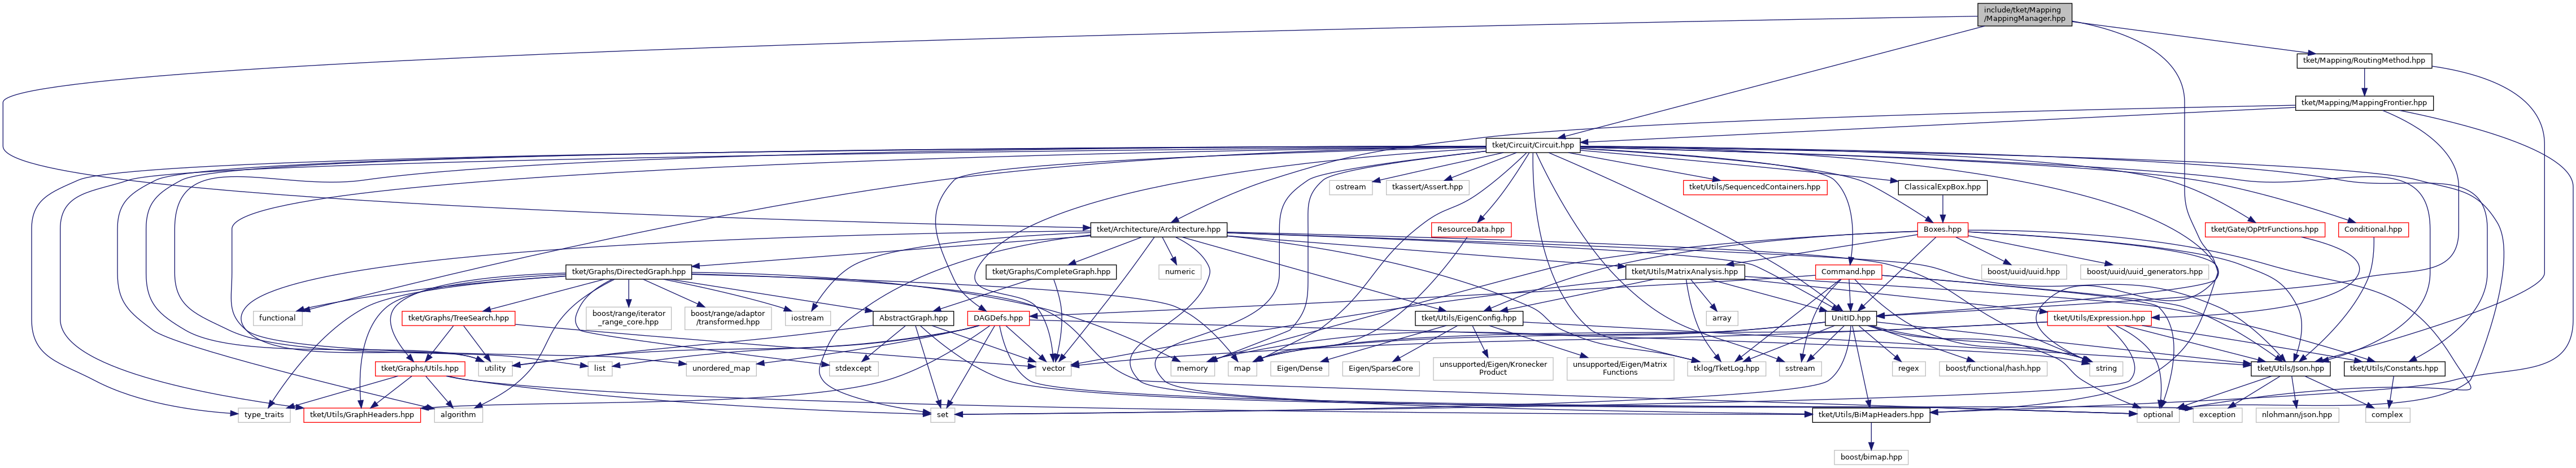 include/tket/Mapping
/MappingManager.hpp
tket/Mapping/RoutingMethod.hpp
tket/Mapping/MappingFrontier.hpp
tket/Circuit/Circuit.hpp
ostream
tkassert/Assert.hpp
tket/Utils/SequencedContainers.hpp
ClassicalExpBox.hpp
tket/Architecture/Architecture.hpp
ResourceData.hpp
Boxes.hpp
tket/Gate/OpPtrFunctions.hpp
Conditional.hpp
tket/Graphs/DirectedGraph.hpp
tket/Graphs/CompleteGraph.hpp
numeric
tket/Utils/MatrixAnalysis.hpp
Command.hpp
boost/uuid/uuid.hpp
boost/uuid/uuid_generators.hpp
functional
tket/Graphs/TreeSearch.hpp
boost/range/iterator
_range_core.hpp
boost/range/adaptor
/transformed.hpp
iostream
AbstractGraph.hpp
DAGDefs.hpp
tket/Utils/EigenConfig.hpp
array
UnitID.hpp
tket/Utils/Expression.hpp
tket/Graphs/Utils.hpp
utility
list
unordered_map
stdexcept
vector
memory
map
Eigen/Dense
Eigen/SparseCore
unsupported/Eigen/Kronecker
Product
unsupported/Eigen/Matrix
Functions
tklog/TketLog.hpp
sstream
regex
boost/functional/hash.hpp
string
tket/Utils/Json.hpp
tket/Utils/Constants.hpp
type_traits
tket/Utils/GraphHeaders.hpp
algorithm
set
tket/Utils/BiMapHeaders.hpp
optional
exception
nlohmann/json.hpp
complex
boost/bimap.hpp